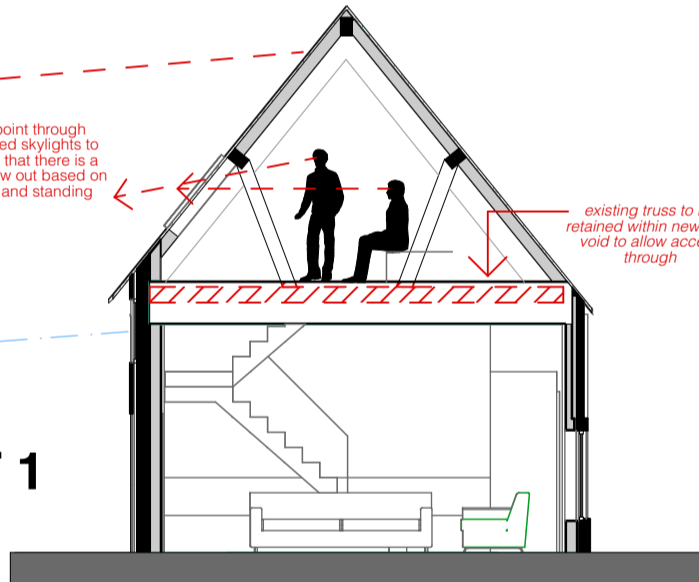 point through
ed skylights to
that there is a
w out based on
and standing
existing truss to
retained within new
void to allow acce
through
1